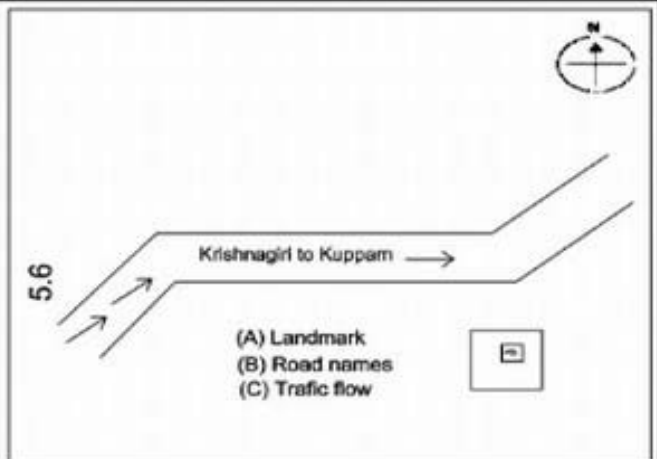 N
5.6
Krishnagiri to Kuppam
(A) Landmark
(B) Road names
(C) Trafic flow